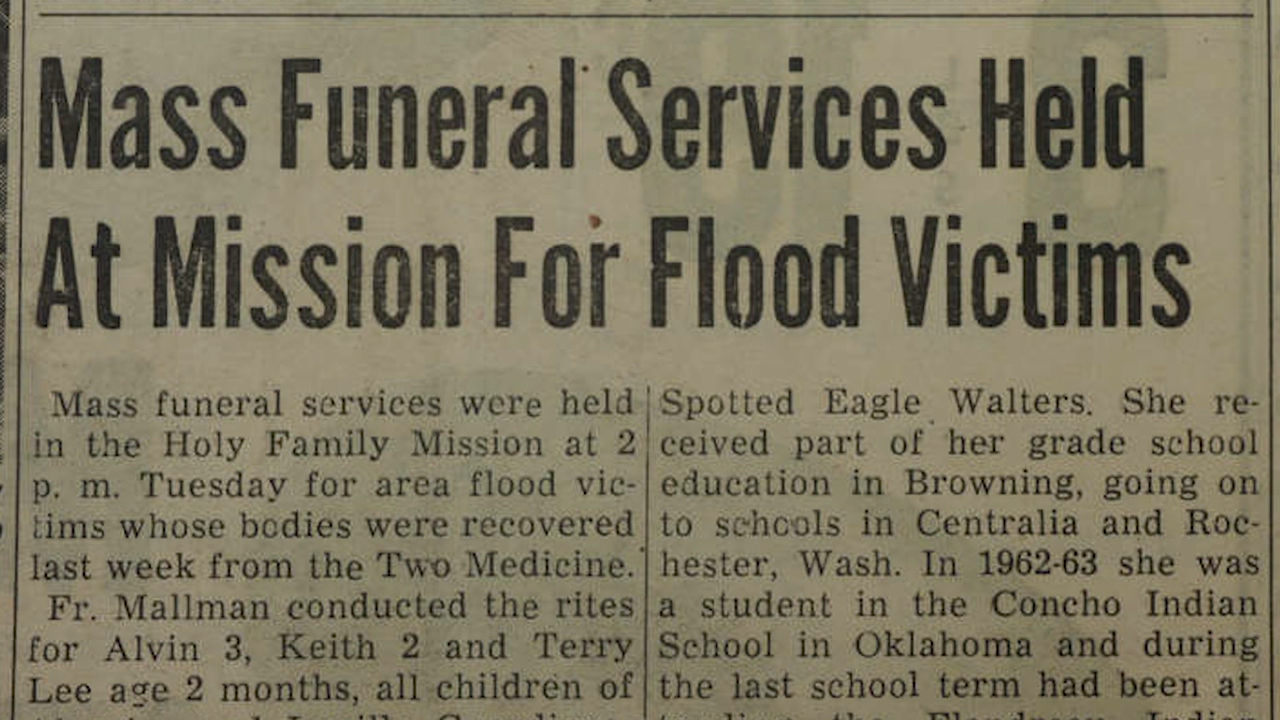 Mass Funeral Services Held
At Mission For Flood Victims
Mass funeral services were held
in the Holy Family Mission at 2
p. m. Tuesday for area flood vic-
tims whose bodies were recovered
last week from the Two Medicine.
Fr. Mallman conducted the rites
for Alvin 3, Keith 2 and Terry
Lee age 2 months, all children of
Spotted Eagle Walters. She re-
ceived part of her grade school
education in Browning, going on
to schools in Centralia and Roc-
hester, Wash. In 1962-63 she was
a student in the Concho Indian
School in Oklahoma and during
the last school term had been at-